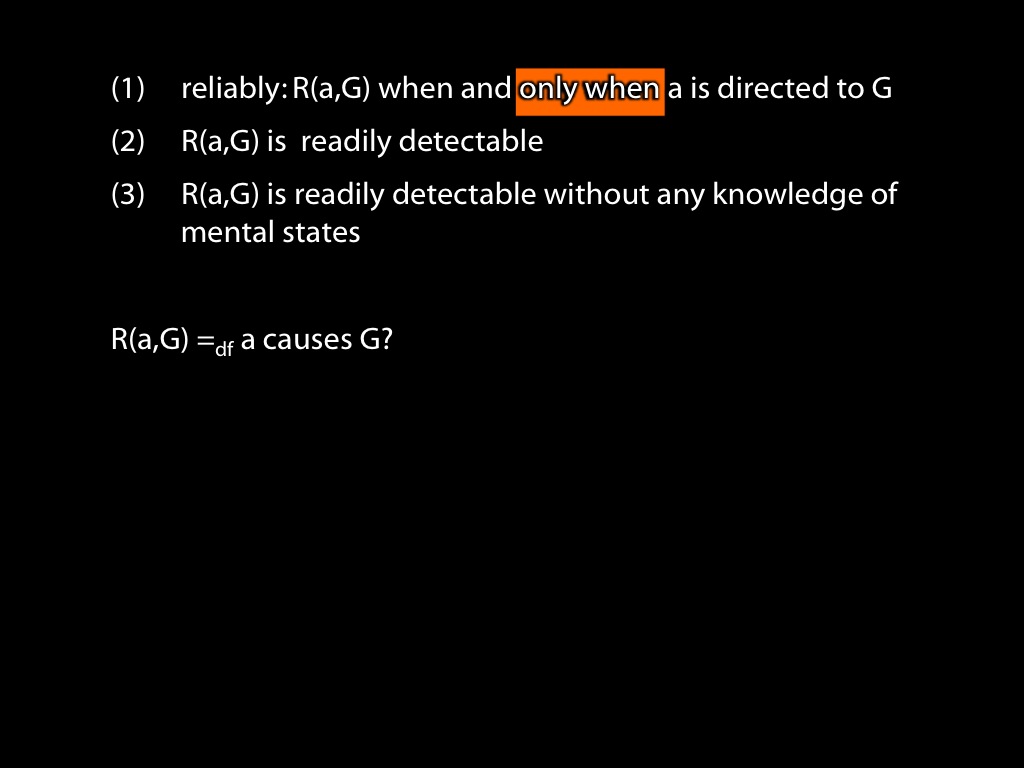 (1) reliably: R(a,G) when and only when a is directed to G
(2) R(a,G) is readily detectable
(3) R(a,G) is readily detectable without any knowledge of
mental states
R(a,G) =df a causes G?